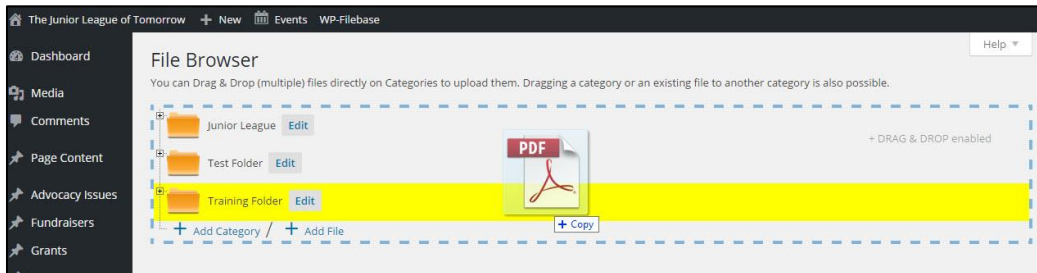 The Junior League of Tomorrow + New Events WP-Filebase
Help
Dashboard
Media
Comments
Page Content
Advocacy Issues
Fundraisers
Grants
File Browser
You can Drag & Drop (multiple) files directly on Categories to upload them. Dragging a category or an existing file to another category is also possible.
Junior League Edit
+ DRAG & DROP enabled
Test Folder Edit
PDF
Training Folder Edit
+ Copy
+ Add Category / + Add File